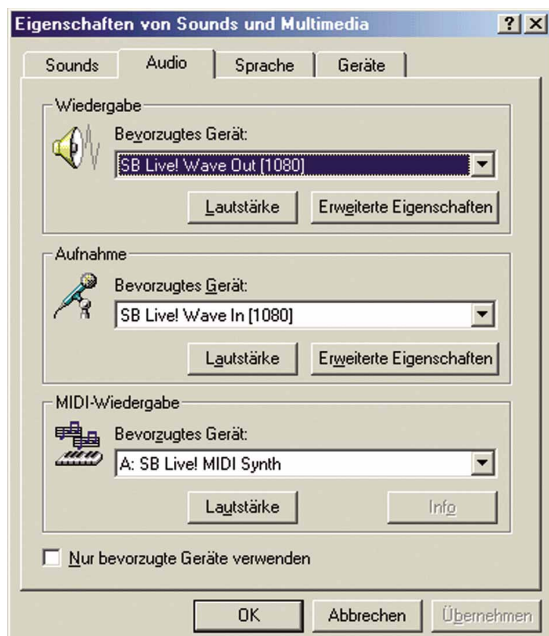 Eigenschaften von Sounds und Multimedia
Sounds Audio Sprache Geräte
Wiedergabe
Bevorzugtes Gerät:
SB Live! Wave Out [1080]
Lautstärke Erweiterte Eigenschaften
Aufnahme
Bevorzugtes Gerät:
SB Live! Wave In [1080]
Lautstärke Erweiterte Eigenschaften
MIDI-Wiedergabe
Bevorzugtes Gerät:
A: SB Live! MIDI Synth
Lautstärke Info
Nur bevorzugte Geräte verwenden
OK Abbrechen Übernehmen